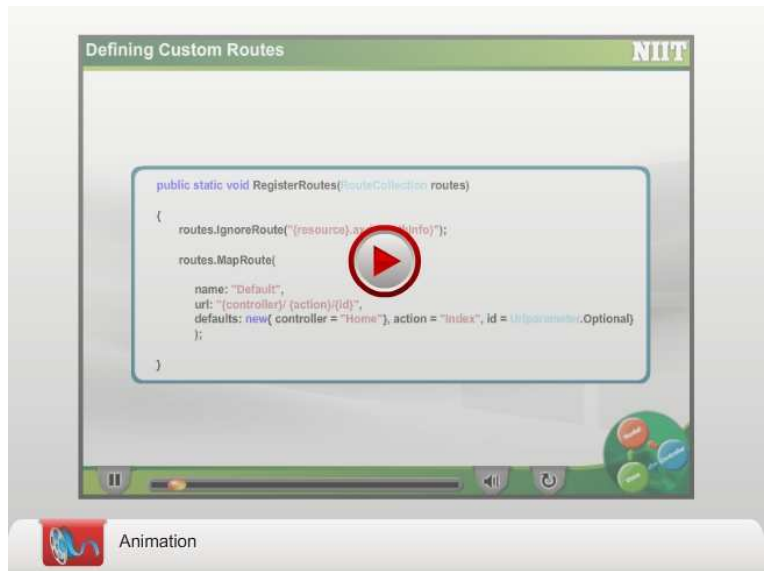 Defining Custom Routes
NIIT
public static void RegisterRoutes(RouteCollection routes)
{
routes.IgnoreRoute("{resource}.ax
info}");
routes.MapRoute(
name: "Default",
url: "{controller}/ {action}/{id}",
defaults: new{ controller = "Home"}, action = "Index", id = Urlparameter.Optional}
);
}
Animation